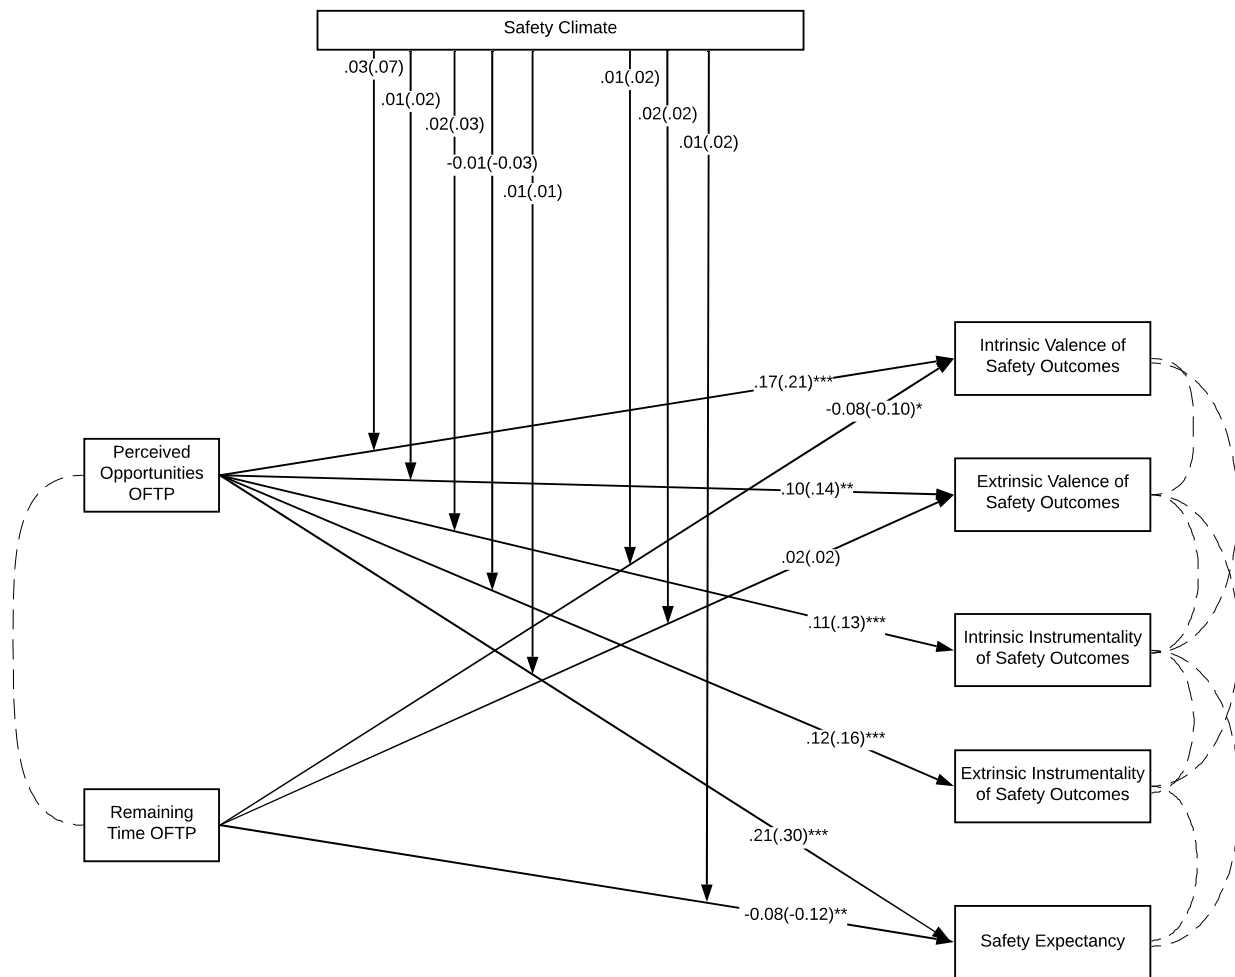 Safety Climate
.03(.07)
.01(.02)
.02(.03)
-0.01(-0.03)
.01(.01)
.01(.02)
.02(.02)
.01(.02)
Intrinsic Valence of
Safety Outcomes
.17(.21)***
-0.08(-0.10)*
Perceived
Opportunities
OFTP
Extrinsic Valence of
Safety Outcomes
.10(.14)**
.02(.02)
.11(.13)***
Intrinsic Instrumentality
of Safety Outcomes
.12(.16)***
Extrinsic Instrumentality
of Safety Outcomes
Remaining
Time OFTP
.21(.30)***
-0.08(-0.12)**
Safety Expectancy